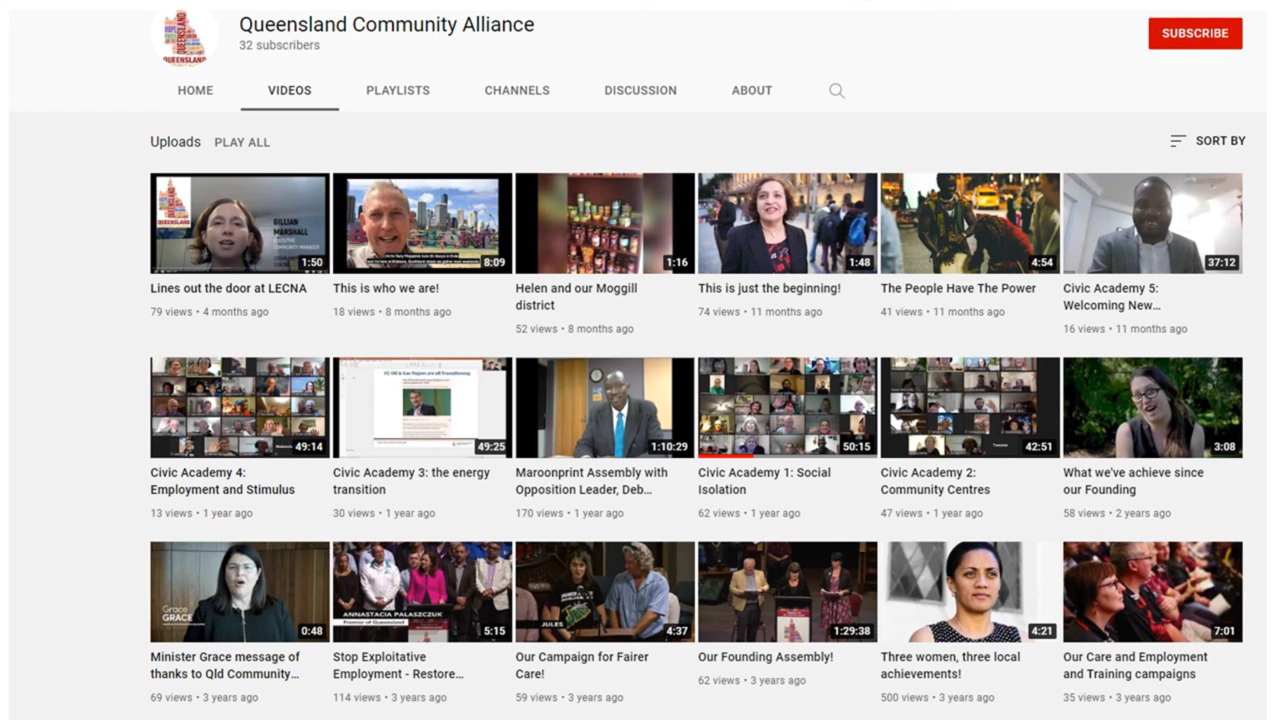 Queensland Community Alliance
32 subscribers
SUBSCRIBE
HOME VIDEOS PLAYLISTS CHANNELS DISCUSSION ABOUT
Uploads PLAY ALL
SORT BY
QUEENSLAND
GILLIAN
MARSHALL
1:50
8:09
1:16
1:48
4:54
37:12
Lines out the door at LECNA
79 views • 4 months ago
This is who we are!
18 views • 8 months ago
Helen and our Moggill
district
52 views • 8 months ago
This is just the beginning!
74 views • 11 months ago
The People Have The Power
41 views • 11 months ago
Civic Academy 5:
Welcoming New...
16 views • 11 months ago
49:14
49:25
1:10:29
50:15
42:51
3:08
Civic Academy 4:
Employment and Stimulus
13 views • 1 year ago
Civic Academy 3: the energy
transition
30 views • 1 year ago
Maroonprint Assembly with
Opposition Leader, Deb...
170 views • 1 year ago
Civic Academy 1: Social
Isolation
62 views • 1 year ago
Civic Academy 2:
Community Centres
47 views • 1 year ago
What we've achieve since
our Founding
58 views • 2 years ago
Grace
GRACE
0:48
ANNASTACIA PALASZCZUK
Premier of Queensland
5:15
JULES
4:37
1:29:38
4:21
7:01
Minister Grace message of
thanks to Qld Community...
69 views • 3 years ago
Stop Exploitative
Employment - Restore...
114 views • 3 years ago
Our Campaign for Fairer
Care!
59 views • 3 years ago
Our Founding Assembly!
62 views • 3 years ago
Three women, three local
achievements!
500 views • 3 years ago
Our Care and Employment
and Training campaigns
35 views • 3 years ago